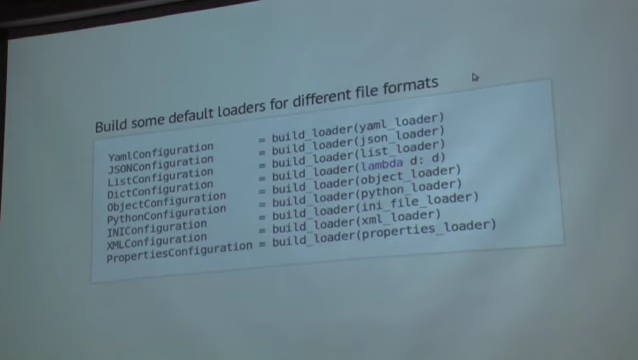 Build some default loaders for different file formats
YamlConfiguration = build_loader(yaml_loader)
JSONConfiguration = build_loader(json_loader)
ListConfiguration = build_loader(list_loader)
DictConfiguration = build_loader(lambda d: d)
ObjectConfiguration = build_loader(object_loader)
PythonConfiguration = build_loader(python_loader)
INIConfiguration = build_loader(ini_file_loader)
XMLConfiguration = build_loader(xml_loader)
PropertiesConfiguration = build_loader(properties_loader)